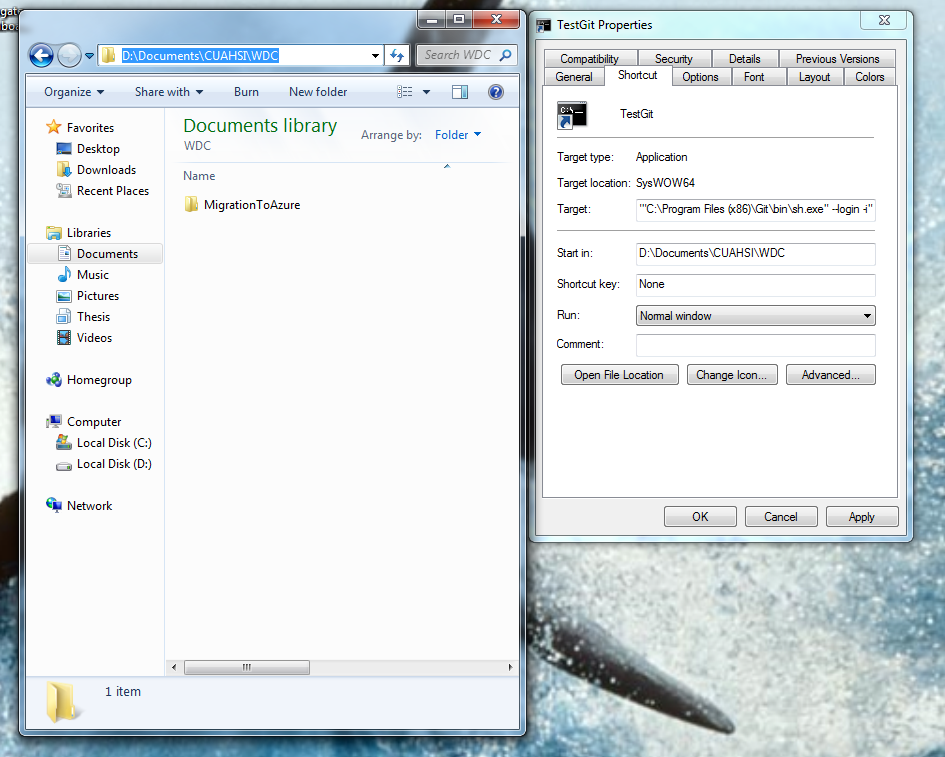 D:\Documents\CUAHSI\WDC
Search WDC
Organize
Share with
Burn
New folder
Favorites
Desktop
Downloads
Recent Places
Libraries
Documents
Music
Pictures
Thesis
Videos
Homegroup
Computer
Local Disk (C:)
Local Disk (D:)
Network
Documents library
WDC
Arrange by:
Folder
Name
MigrationToAzure
1 item
TestGit Properties
Compatibility
Security
Details
Previous Versions
General
Shortcut
Options
Font
Layout
Colors
TestGit
Target type:
Application
Target location:
SysWOW64
Target:
'"C:\Program Files (x86)\Git\bin\sh.exe" --login -i"
Start in:
D:\Documents\CUAHSI\WDC
Shortcut key:
None
Run:
Normal window
Comment:
Open File Location
Change Icon...
Advanced...
OK
Cancel
Apply